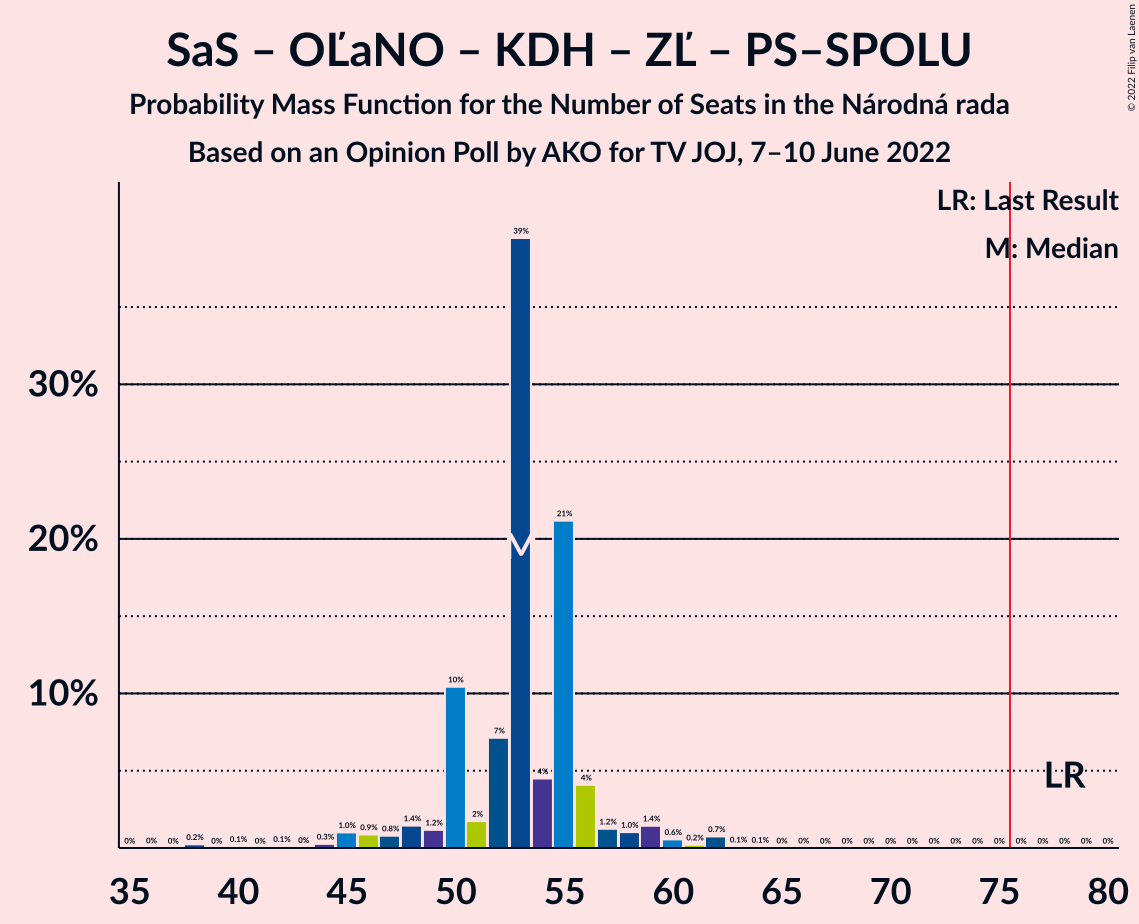 SaS – OĽaNO – KDH – ZĽ – PS–SPOLU
Probability Mass Function for the Number of Seats in the Národná rada
Based on an Opinion Poll by AKO for TV JOJ, 7–10 June 2022
© 2022 Filip van Laenen
LR: Last Result
M: Median
30%
20%
10%
0% 0% 0% 0.2% 0% 0.1% 0% 0.1% 0% 0.3% 1.0% 0.9% 0.8% 1.4% 1.2% 10% 2% 7% 39% 4% 21% 4% 1.2% 1.0% 1.4% 0.6% 0.2% 0.7% 0.1% 0.1% 0% 0% 0% 0% 0% 0% 0% 0% 0% 0% 0% 0% 0% 0% 0% 0%
M
LR
35 40 45 50 55 60 65 70 75 80